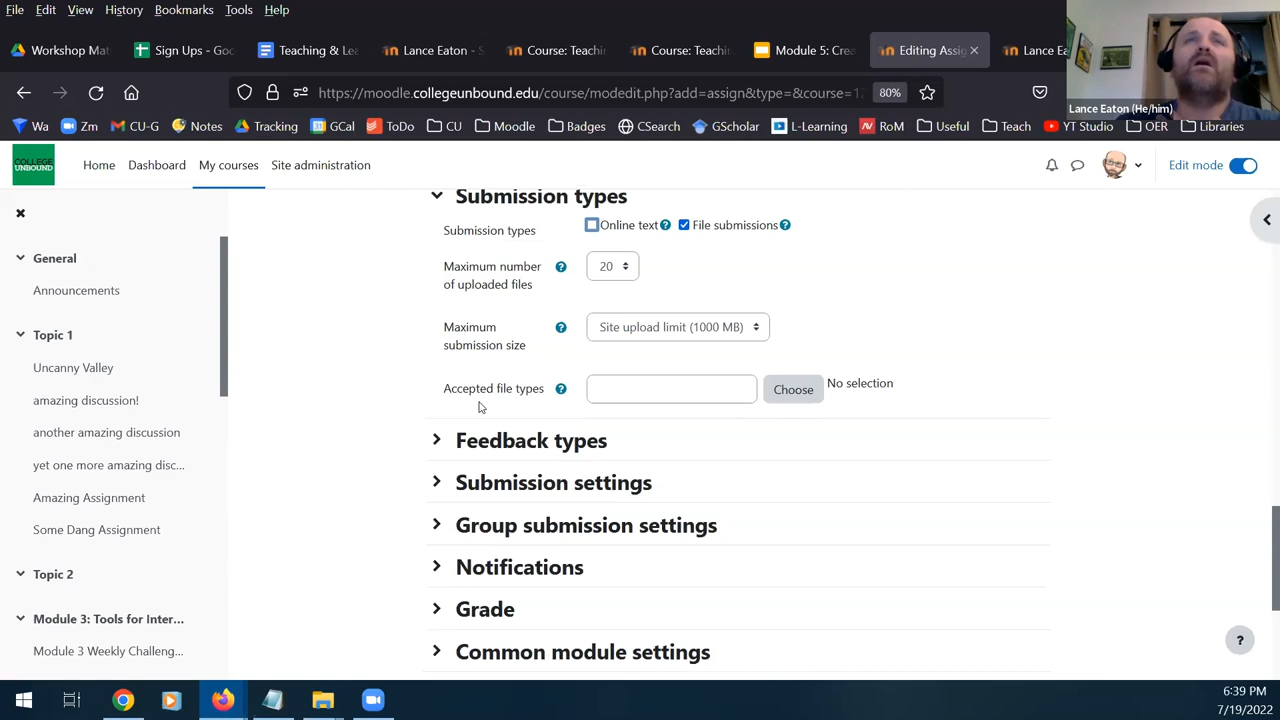 File Edit View History Bookmarks Tools Help
Workshop Mat
Sign Ups - Goo
Teaching & Lea
Lance Eaton - S
Course: Teachin
Course: Teachin
Module 5: Crea
Editing Assig
Lance Ea
Lance Eaton (He/him)
https://moodle.collegeunbound.edu/course/modedit.php?add=assign&type=&course=1
80%
Wa Zm CU-G Notes Tracking GCal ToDo CU Moodle Badges CSearch GScholar L-Learning RoM Useful Teach YT Studio OER Libraries
COLLEGE
UNBOUND
Home Dashboard My courses Site administration
Edit mode
General
Announcements
Topic 1
Uncanny Valley
amazing discussion!
another amazing discussion
yet one more amazing disc...
Amazing Assignment
Some Dang Assignment
Topic 2
Module 3: Tools for Inter...
Module 3 Weekly Challeng...
Submission types
Submission types
Online text ? File submissions ?
Maximum number
of uploaded files
? 20
Maximum
submission size
? Site upload limit (1000 MB)
Accepted file types ? Choose No selection
Feedback types
Submission settings
Group submission settings
Notifications
Grade
Common module settings
?
6:39 PM
7/19/2022